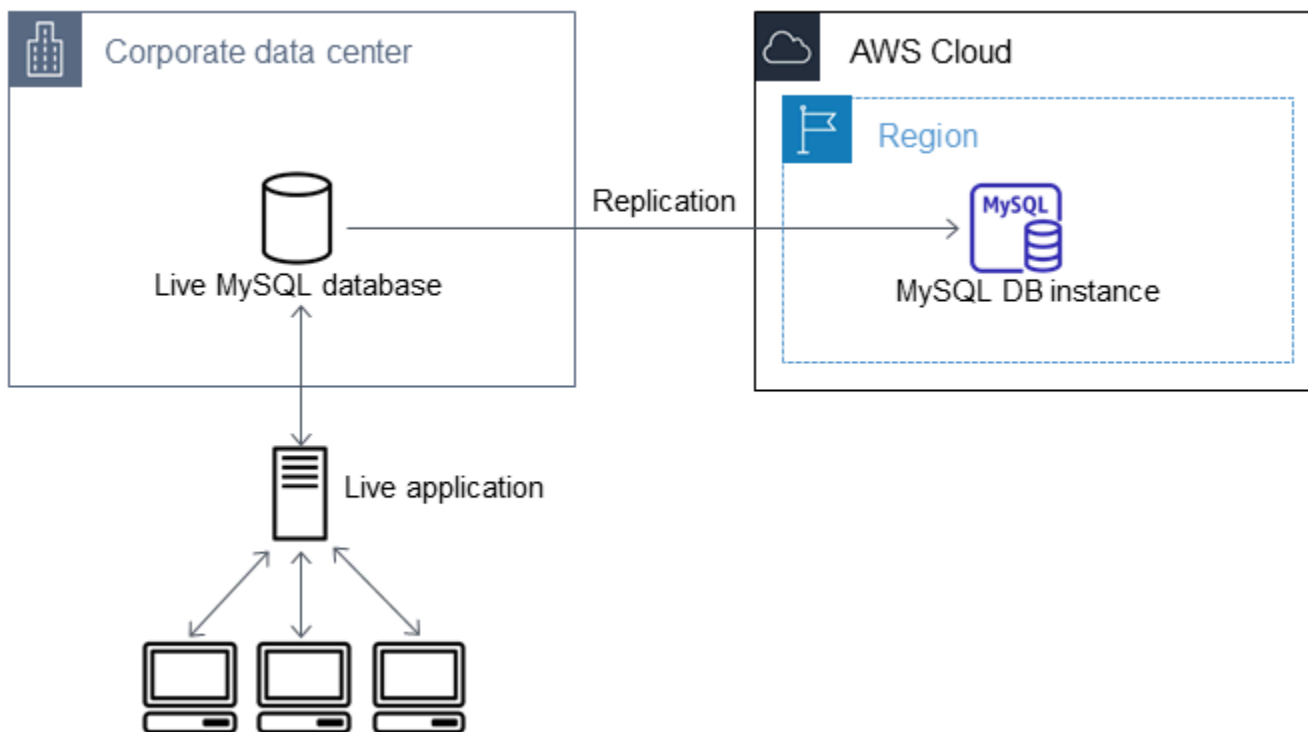 Corporate data center
AWS Cloud
Region
Replication
MySQL
Live MySQL database
MySQL DB instance
Live application